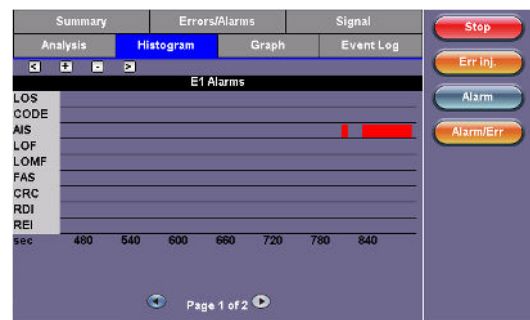 Summary Errors/Alarms Signal
Analysis Histogram Graph Event Log
< + - >
E1 Alarms
LOS
CODE
AIS
LOF
LOMF
FAS
CRC
RDI
REI
sec 480 540 600 660 720 780 840
Page 1 of 2
Stop
Err inj.
Alarm
Alarm/Err